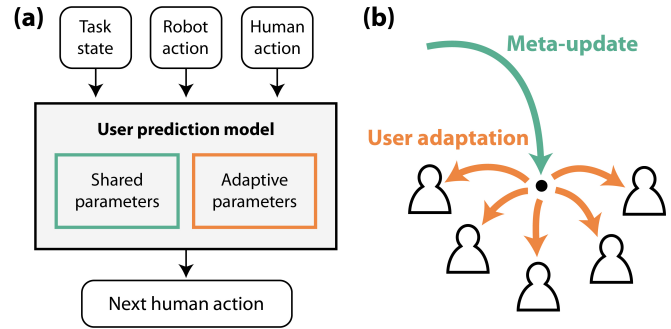 (a)
Task
state
Robot
action
Human
action
User prediction model
Shared
parameters
Adaptive
parameters
Next human action
(b)
Meta-update
User adaptation